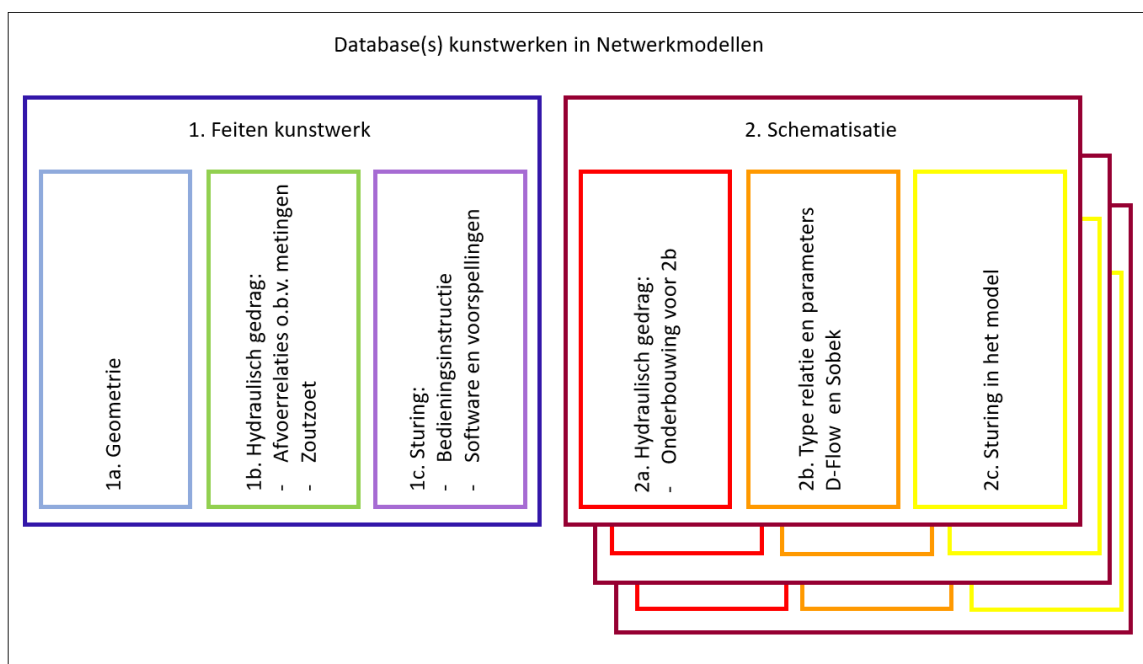 Database(s) kunstwerken in Netwerkmodellen
1. Feiten kunstwerk
1a. Geometrie
1b. Hydraulisch gedrag:
- Afvoerrelaties o.b.v. metingen
- Zoutzoet
1c. Sturing:
- Bedieningsinstructie
- Software en voorspellingen
2. Schematisatie
2a. Hydraulisch gedrag:
- Onderbouwing voor 2b
2b. Type relatie en parameters
D-Flow en Sobek
2c. Sturing in het model